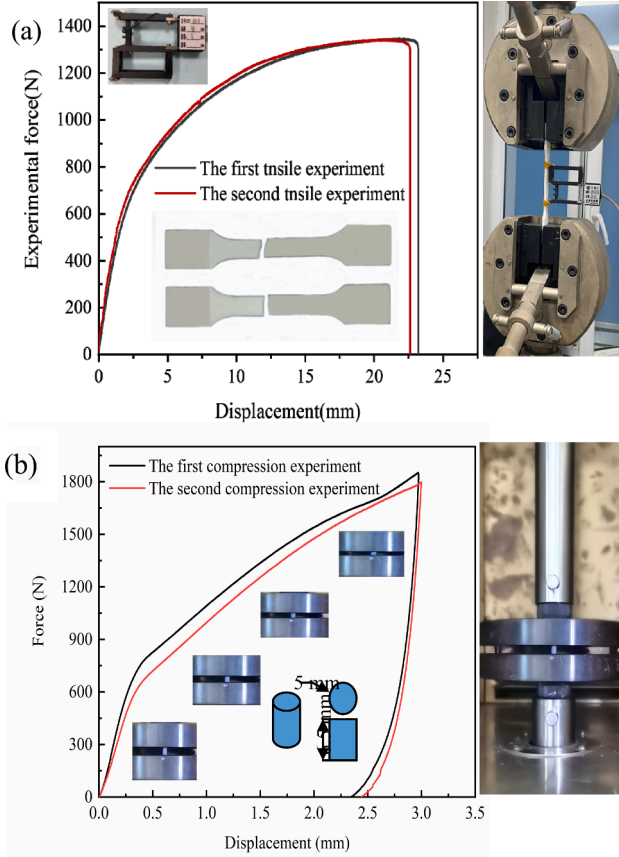 (a)
1400
1200
1000
800
600
400
200
0
Experimental force(N)
The first tnsile experiment
The second tnsile experiment
0 5 10 15 20 25
Displacement(mm)
(b)
1800
1500
1200
900
600
300
0
Force (N)
The first compression experiment
The second compression experiment
5 mm
mm
0.0 0.5 1.0 1.5 2.0 2.5 3.0 3.5
Displacement (mm)